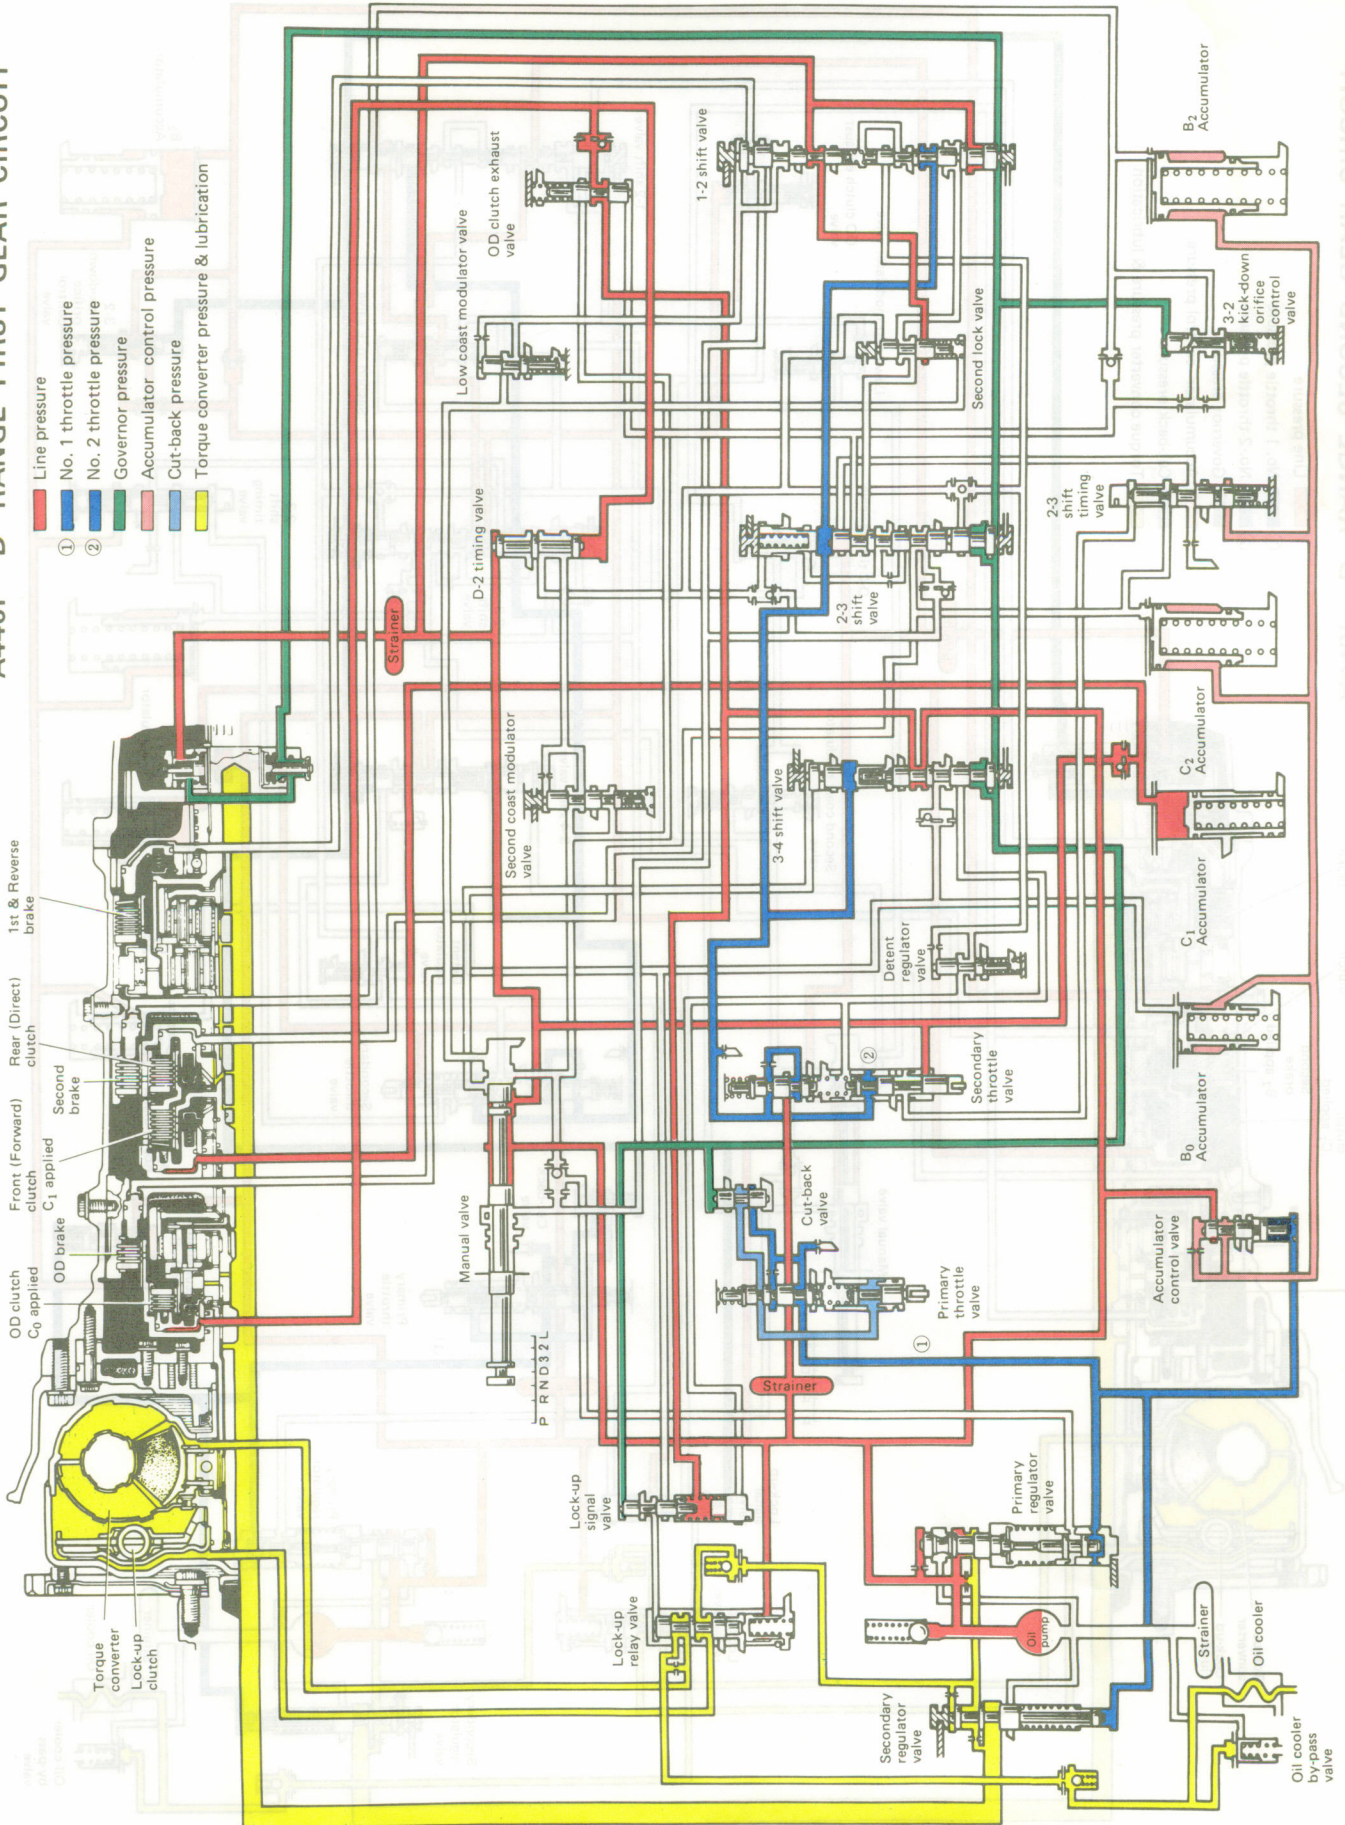 RANGE FIRST GEAR CIRCUIT
Line pressure
① No. 1 throttle pressure
② No. 2 throttle pressure
Governor pressure
Accumulator control pressure
Cut-back pressure
Torque converter pressure & lubrication
OD clutch
C0 applied
OD brake
Front (Forward)
clutch
C1 applied
Second
brake
Rear (Direct)
clutch
1st & Reverse
brake
Torque
converter
Lock-up
clutch
Strainer
Manual valve
P R N D 3 2 L
Second coast modulator
valve
D-2 timing valve
Low coast modulator valve
OD clutch exhaust
valve
Lock-up
signal
valve
Lock-up
relay valve
Strainer
Primary
throttle
valve
①
Cut-back
valve
Secondary
throttle
valve
②
Detent
regulator
valve
3-4 shift valve
2-3
shift
valve
Second lock valve
1-2 shift valve
Secondary
regulator
valve
Oil
pump
Primary
regulator
valve
Accumulator
control valve
B0
Accumulator
C1
Accumulator
C2
Accumulator
2-3
shift
timing
valve
3-2
kick-down
orifice
control
valve
B2
Accumulator
Strainer
Oil cooler
Oil cooler
by-pass
valve